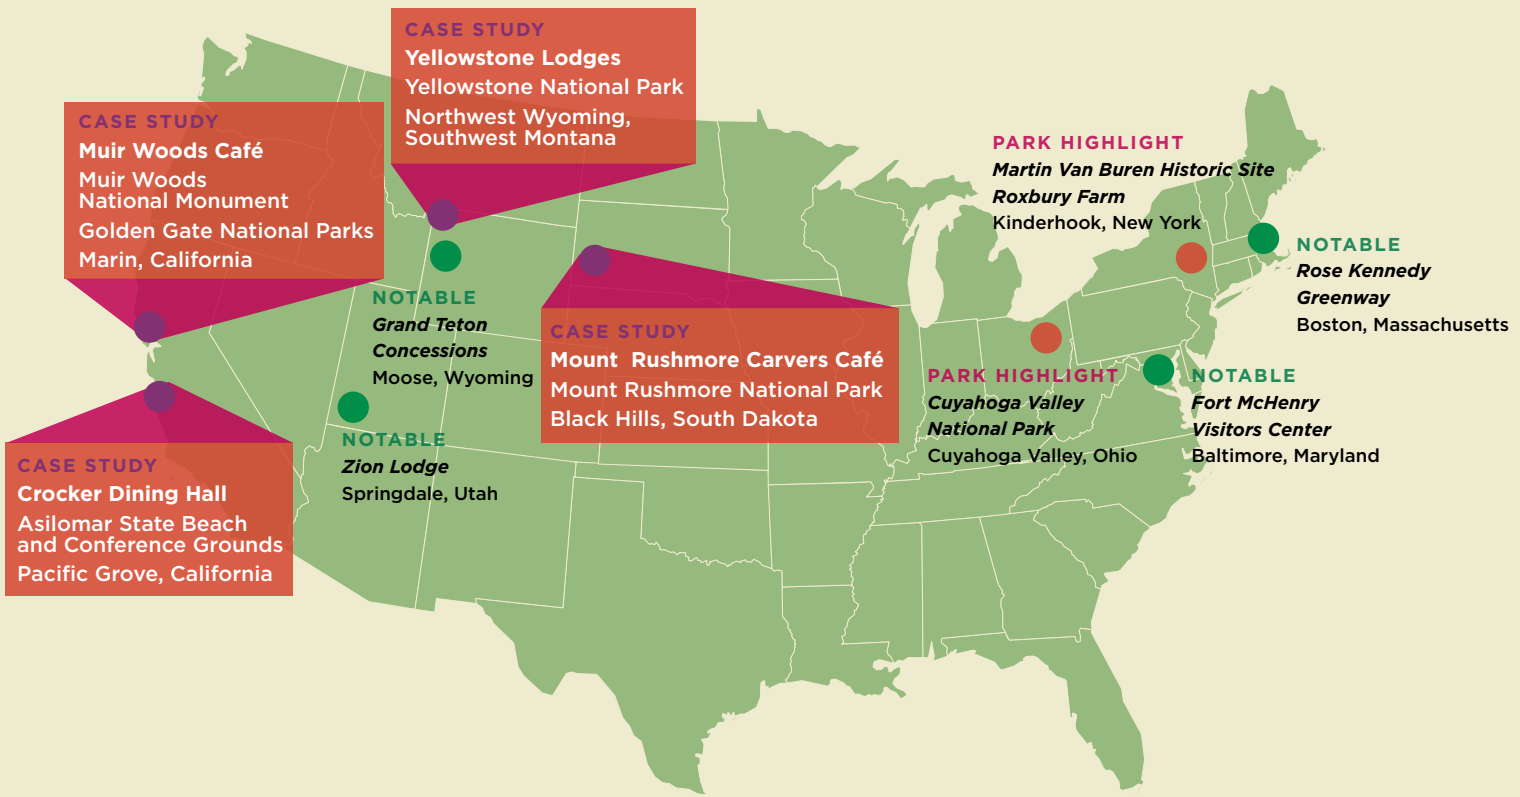 CASE STUDY
Yellowstone Lodges
Yellowstone National Park
Northwest Wyoming,
Southwest Montana
CASE STUDY
Muir Woods Café
Muir Woods
National Monument
Golden Gate National Parks
Marin, California
PARK HIGHLIGHT
Martin Van Buren Historic Site
Roxbury Farm
Kinderhook, New York
NOTABLE
Rose Kennedy
Greenway
Boston, Massachusetts
NOTABLE
Grand Teton
Concessions
Moose, Wyoming
CASE STUDY
Mount Rushmore Carvers Café
Mount Rushmore National Park
Black Hills, South Dakota
PARK HIGHLIGHT
Cuyahoga Valley
National Park
Cuyahoga Valley, Ohio
NOTABLE
Fort McHenry
Visitors Center
Baltimore, Maryland
NOTABLE
Zion Lodge
Springdale, Utah
CASE STUDY
Crocker Dining Hall
Asilomar State Beach
and Conference Grounds
Pacific Grove, California